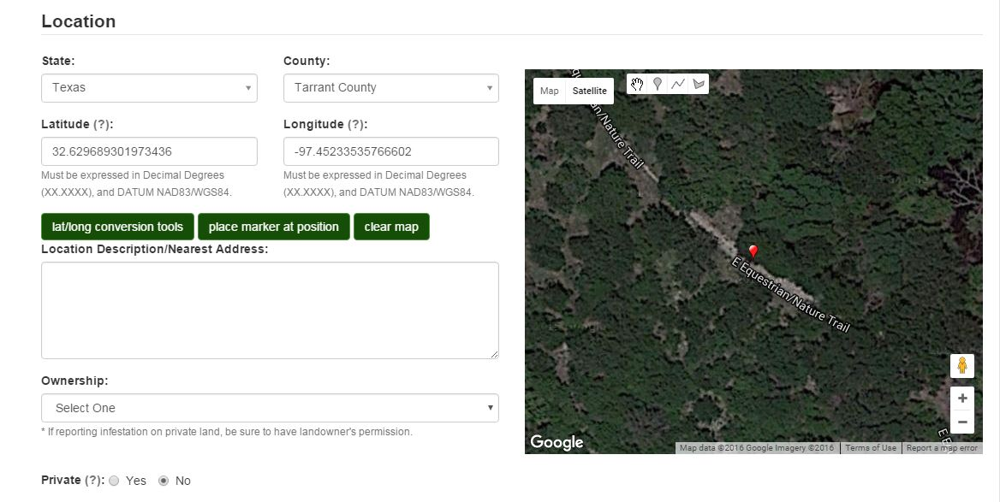 Location
State:
County:
Texas
Tarrant County
Latitude (?):
Longitude (?):
32.629689301973436
-97.45233535766602
Must be expressed in Decimal Degrees
(XX.XXXX), and DATUM NAD83/WGS84.
Must be expressed in Decimal Degrees
(XX.XXXX), and DATUM NAD83/WGS84.
lat/long conversion tools
place marker at position
clear map
Location Description/Nearest Address:
Ownership:
Select One
* If reporting infestation on private land, be sure to have landowner's permission.
Private (?):
Yes
No
Map
Satellite
an/Nature Trail
E Equestrian/Nature Trail
Google
Map data ©2016 Google Imagery ©2016
Terms of Use
Report a map error